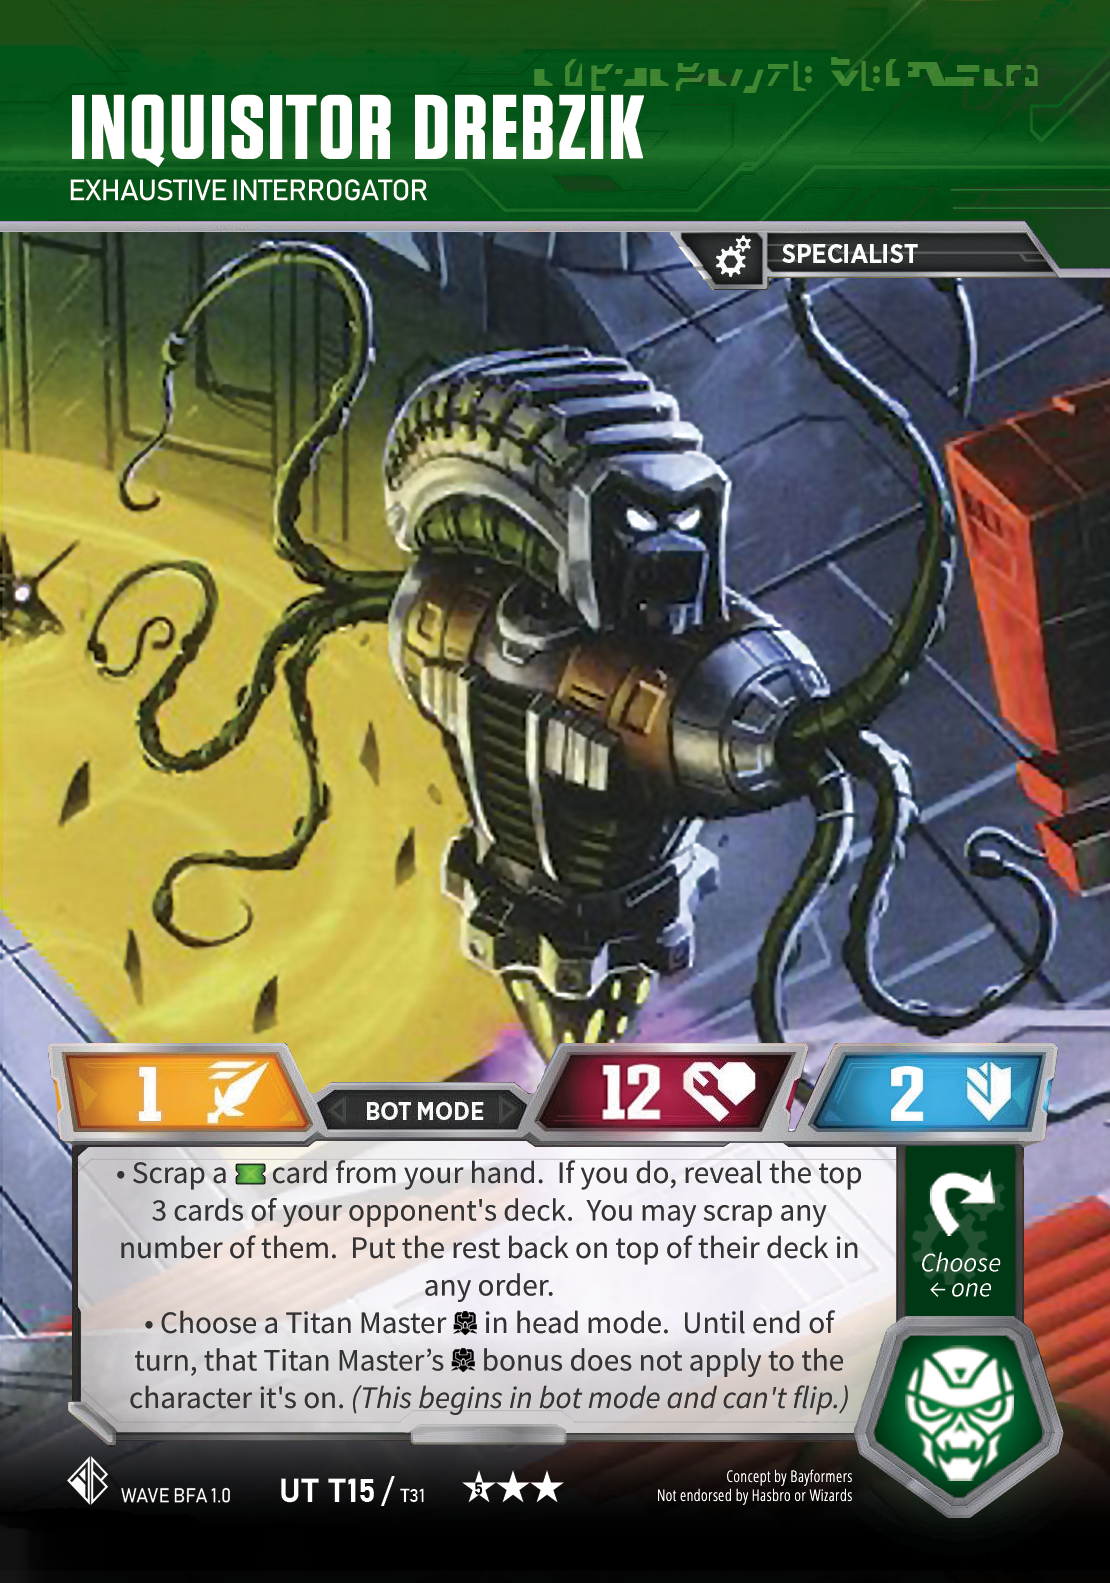 INQUISITOR DREBZIK
EXHAUSTIVE INTERROGATOR
SPECIALIST
1
BOT MODE
12
2
• Scrap a card from your hand. If you do, reveal the top
3 cards of your opponent's deck. You may scrap any
number of them. Put the rest back on top of their deck in
any order.
• Choose a Titan Master in head mode. Until end of
turn, that Titan Master’s bonus does not apply to the
character it's on. (This begins in bot mode and can't flip.)
Choose
← one
WAVE BFA 1.0
UT T15 / T31
5
Concept by Bayformers
Not endorsed by Hasbro or Wizards